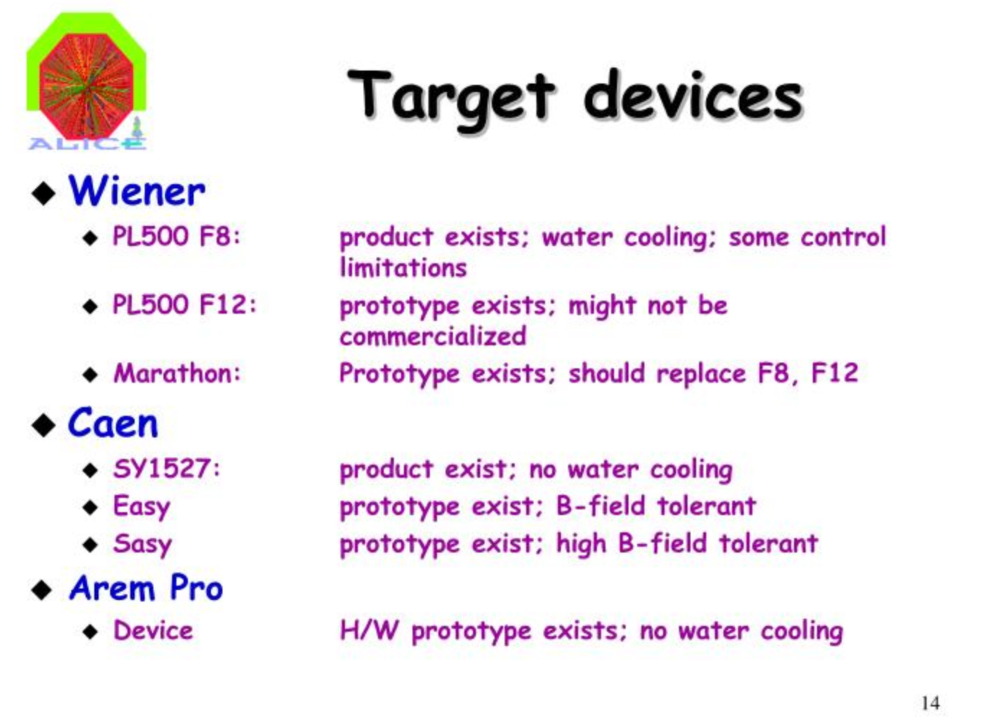 ALICE
Target devices
Wiener
PL500 F8: product exists; water cooling; some control
limitations
PL500 F12: prototype exists; might not be
commercialized
Marathon: Prototype exists; should replace F8, F12
Caen
SY1527: product exist; no water cooling
Easy prototype exist; B-field tolerant
Sasy prototype exist; high B-field tolerant
Arem Pro
Device H/W prototype exists; no water cooling
14